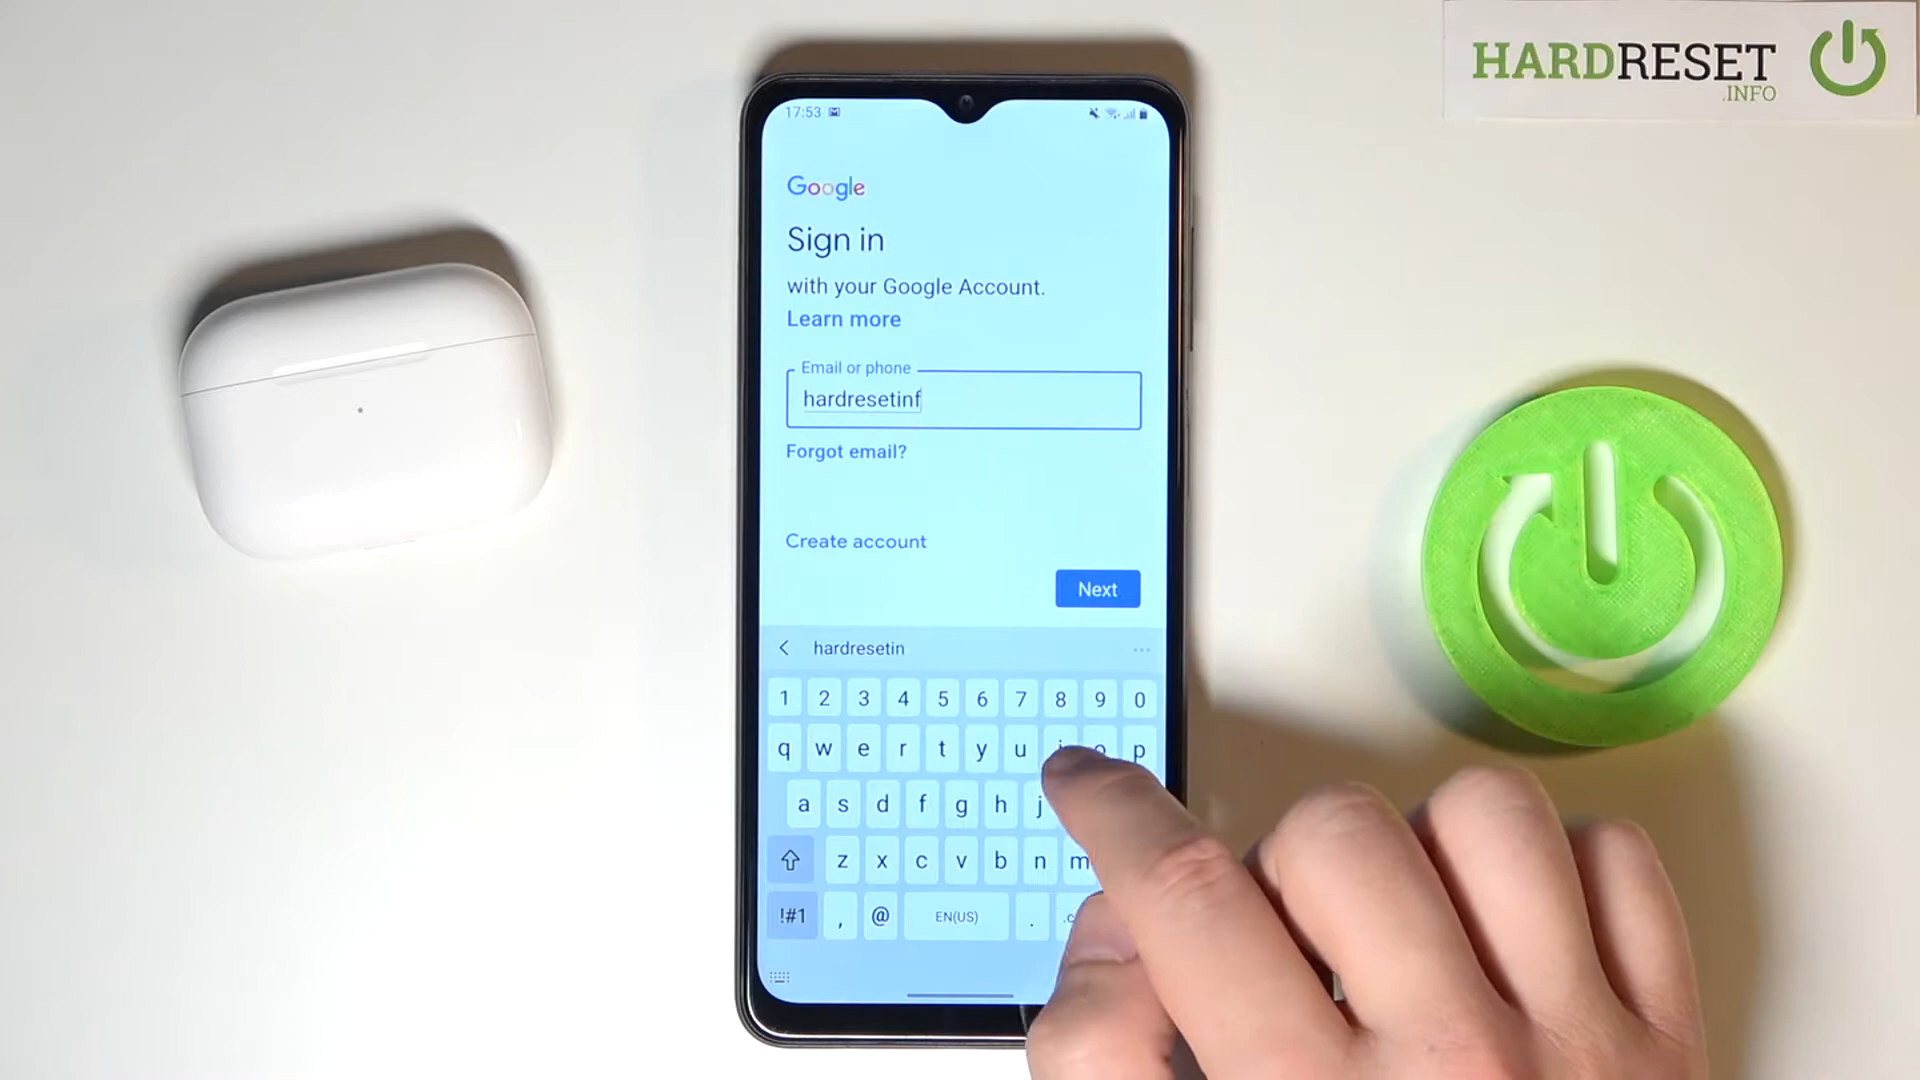 HARDRESET
.INFO
17:53
Google
Sign in
with your Google Account.
Learn more
Email or phone
hardresetinf
Forgot email?
Create account
Next
hardresetin
1 2 3 4 5 6 7 8 9 0
q w e r t y u i o p
a s d f g h j
z x c v b n m
!#1 , @ EN(US) . .c